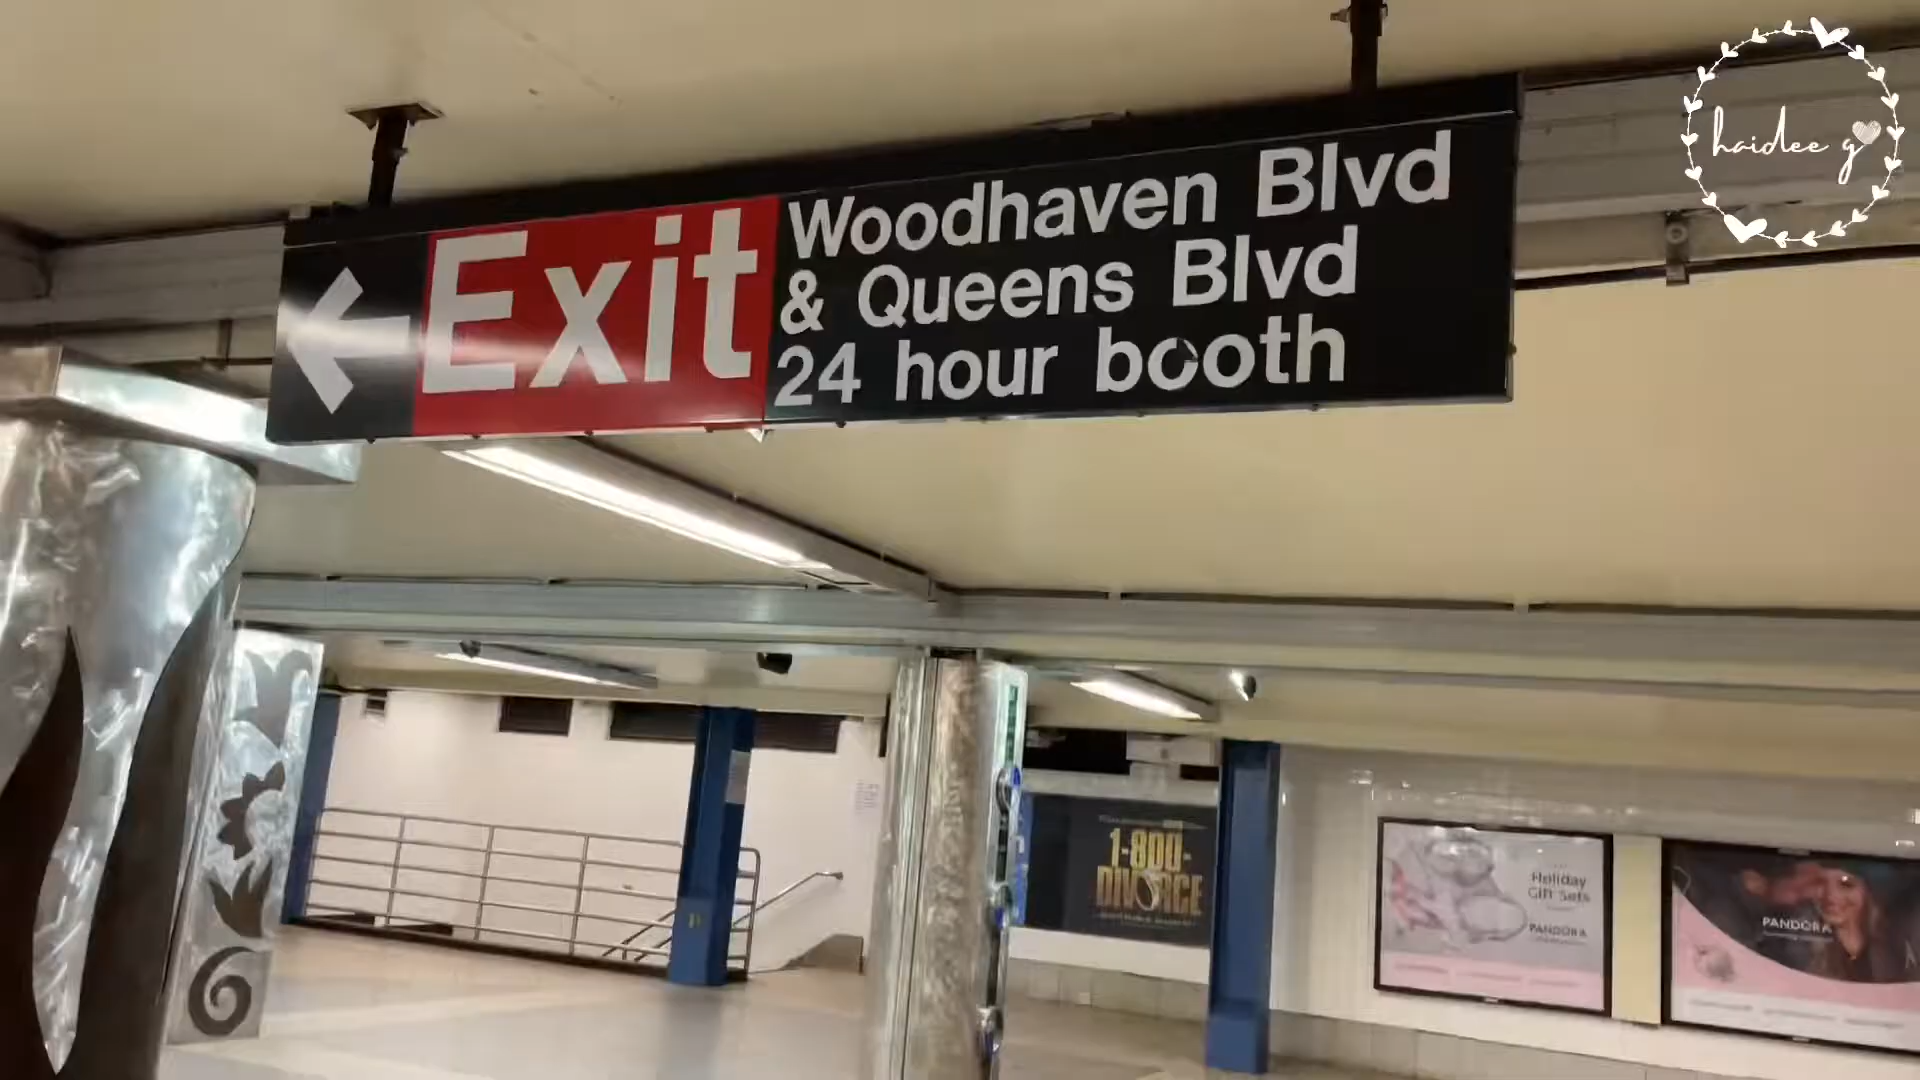 haidee g
Exit
Woodhaven Blvd
& Queens Blvd
24 hour booth
1-800-
DIVORCE
Holiday
Gift Sets
PANDORA
PANDORA